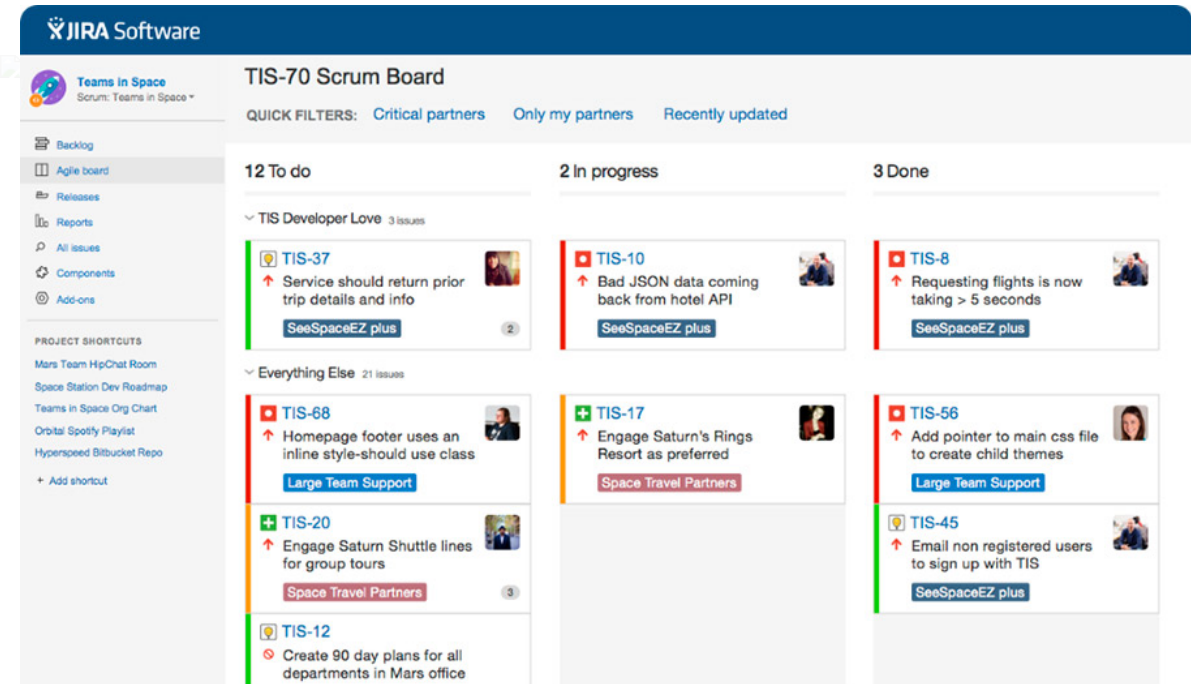 JIRA Software
Teams in Space
Scrum: Teams in Space
Backlog
Agile board
Releases
Reports
All issues
Components
Add-ons
PROJECT SHORTCUTS
Mars Team HipChat Room
Space Station Dev Roadmap
Teams in Space Org Chart
Orbital Spotify Playlist
Hyperspeed Bitbucket Repo
+ Add shortcut
TIS-70 Scrum Board
QUICK FILTERS: Critical partners Only my partners Recently updated
12 To do
2 In progress
3 Done
TIS Developer Love 3 issues
TIS-37
Service should return prior
trip details and info
SeeSpaceEZ plus 2
TIS-10
Bad JSON data coming
back from hotel API
SeeSpaceEZ plus
TIS-8
Requesting flights is now
taking > 5 seconds
SeeSpaceEZ plus
Everything Else 21 issues
TIS-68
Homepage footer uses an
inline style-should use class
Large Team Support
TIS-20
Engage Saturn Shuttle lines
for group tours
Space Travel Partners 3
TIS-12
Create 90 day plans for all
departments in Mars office
TIS-17
Engage Saturn's Rings
Resort as preferred
Space Travel Partners
TIS-56
Add pointer to main css file
to create child themes
Large Team Support
TIS-45
Email non registered users
to sign up with TIS
SeeSpaceEZ plus